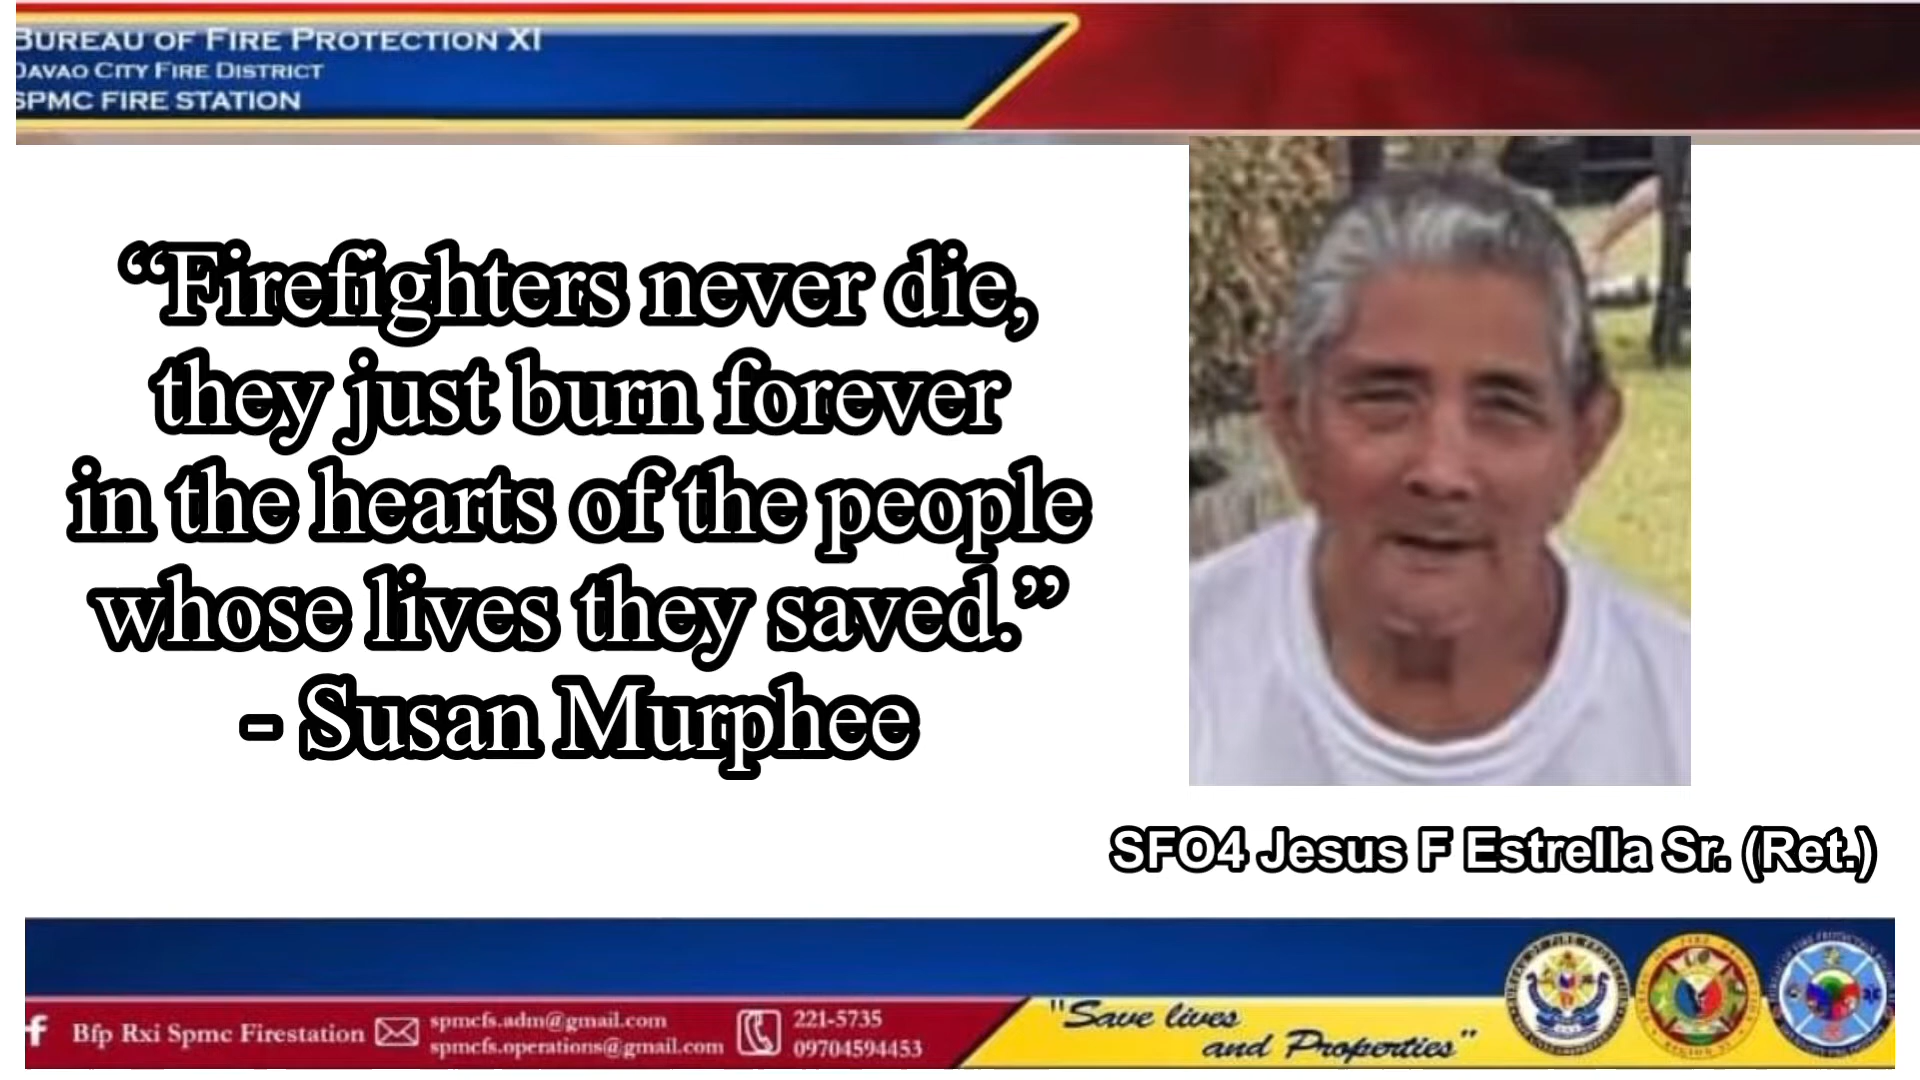 BUREAU OF FIRE PROTECTION XI
DAVAO CITY FIRE DISTRICT
SPMC FIRE STATION
“Firefighters never die,
they just burn forever
in the hearts of the people
whose lives they saved.”
- Susan Murphee
SFO4 Jesus F Estrella Sr. (Ret.)
f Bfp Rxi Spmc Firestation
spmcfs.adm@gmail.com
spmcfs.operations@gmail.com
221-5735
09704594453
"Save lives
and Properties"